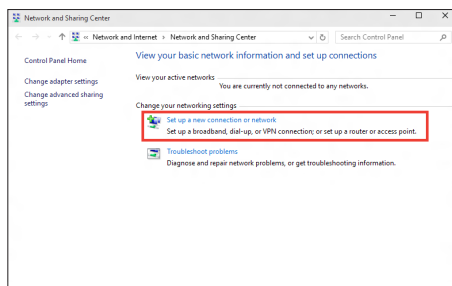 Network and Sharing Center
« Network and Internet › Network and Sharing Center
Search Control Panel
Control Panel Home
Change adapter settings
Change advanced sharing
settings
View your basic network information and set up connections
View your active networks
You are currently not connected to any networks.
Change your networking settings
Set up a new connection or network
Set up a broadband, dial-up, or VPN connection; or set up a router or access point.
Troubleshoot problems
Diagnose and repair network problems, or get troubleshooting information.